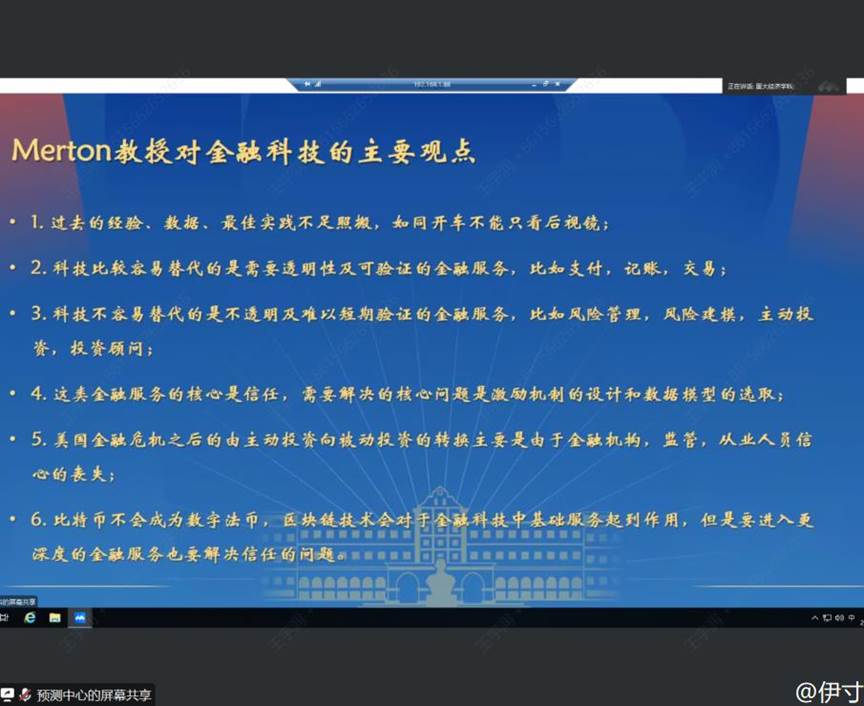 192.168.1.88
正在讲话: 厦大经济学科;
Merton教授对金融科技的主要观点
• 1. 过去的经验、数据、最佳实践不足照搬，如同开车不能只看后视镜；
• 2. 科技比较容易替代的是需要透明性及可验证的金融服务，比如支付，记账，交易；
• 3. 科技不容易替代的是不透明及难以短期验证的金融服务，比如风险管理，风险建模，主动投
资，投资顾问；
• 4. 这类金融服务的核心是信任，需要解决的核心问题是激励机制的设计和数据模型的选取；
• 5. 美国金融危机之后的由主动投资向被动投资的转换主要是由于金融机构，监管，从业人员信
心的丧失；
• 6. 比特币不会成为数字法币，区块链技术会对于金融科技中基础服务起到作用，但是要进入更
深度的金融服务也要解决信任的问题。
的屏幕共享
中
预测中心的屏幕共享
@伊寸